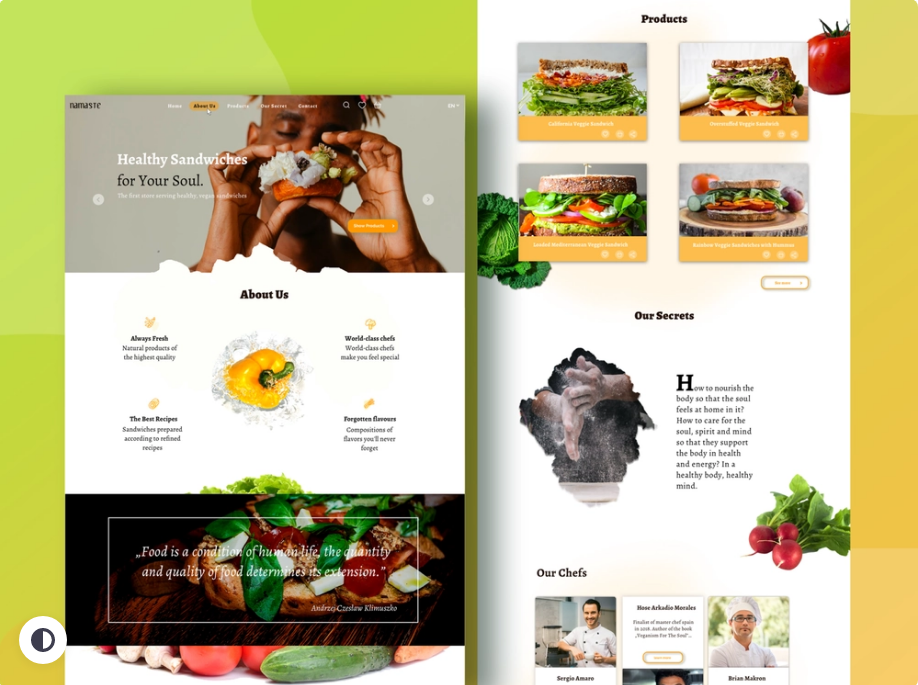 namaste
Home About Us Products Our Secret Contact
EN
Healthy Sandwiches
for Your Soul.
The first store serving healthy, vegan sandwiches
Show Products
About Us
Always Fresh
Natural products of
the highest quality
World-class chefs
World-class chefs
make you feel special
The Best Recipes
Sandwiches prepared
according to refined
recipes
Forgotten flavours
Compositions of
flavors you'll never
forget
„Food is a condition of human life, the quantity
and quality of food determines its extension.”
Andrzej Czesław Klimuszko
Products
California Veggie Sandwich
Veggie Sandwich
Loaded Mediterranean Veggie Sandwich
Rainbow Veggie Sandwiches with Hummus
See more
Our Secrets
How to nourish the
body so that the soul
feels at home in it?
How to care for the
soul, spirit and mind
so that they support
the body in health
and energy? In a
healthy body, healthy
mind.
Our Chefs
Hose Arkadio Morales
Finalist of master chef spain
in 2018. Author of the book
„Veganism For The Soul”...
Sergio Amaro
Brian Makron